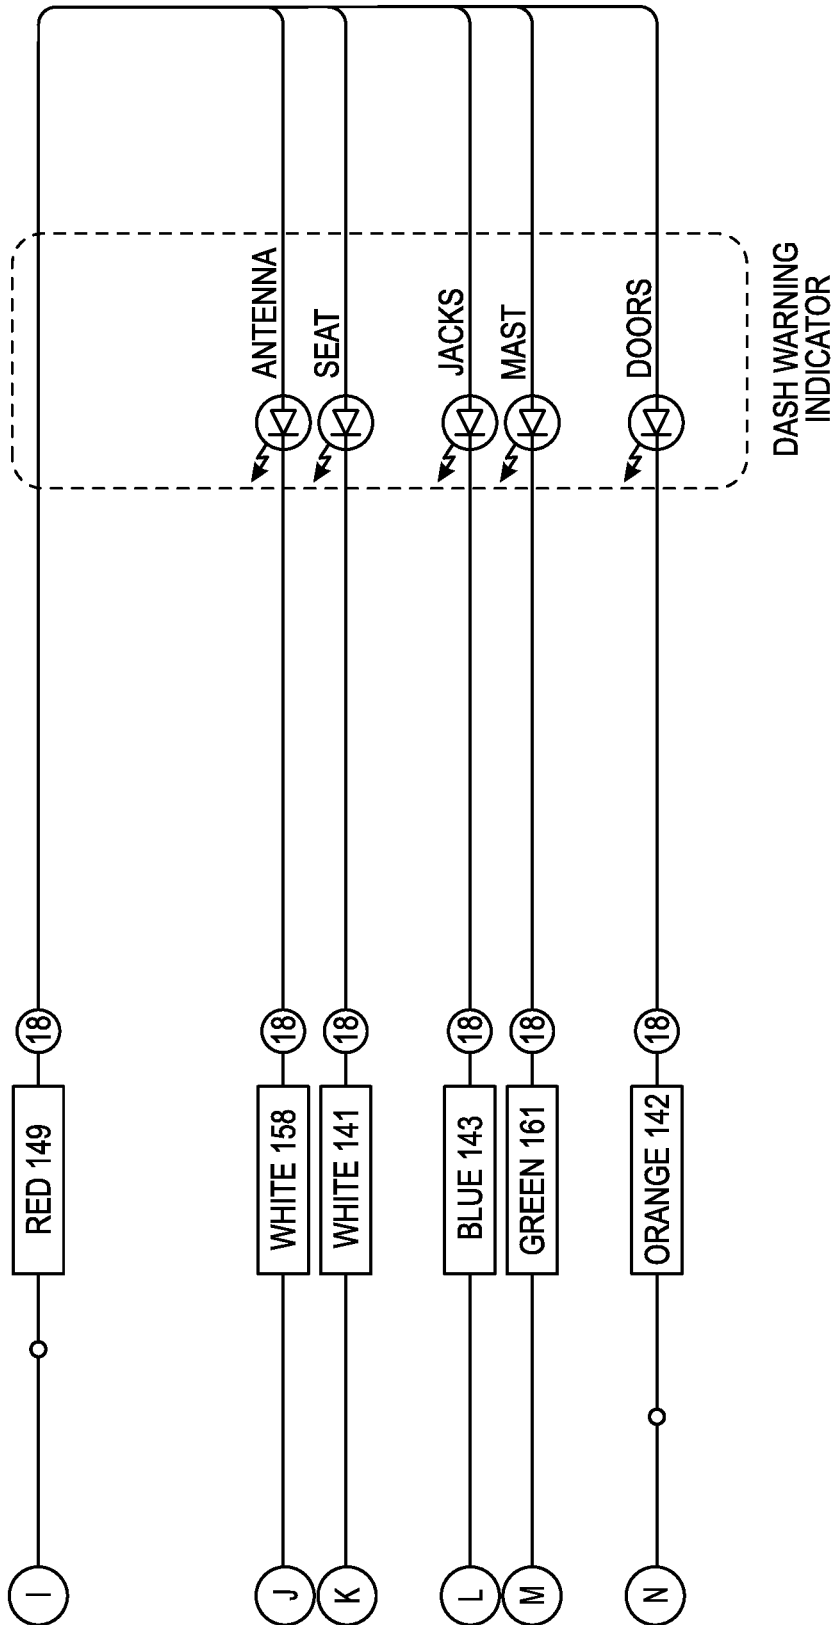 I
RED 149
18
J
WHITE 158
18
ANTENNA
K
WHITE 141
18
SEAT
L
BLUE 143
18
JACKS
M
GREEN 161
18
MAST
N
ORANGE 142
18
DOORS
DASH WARNING
INDICATOR